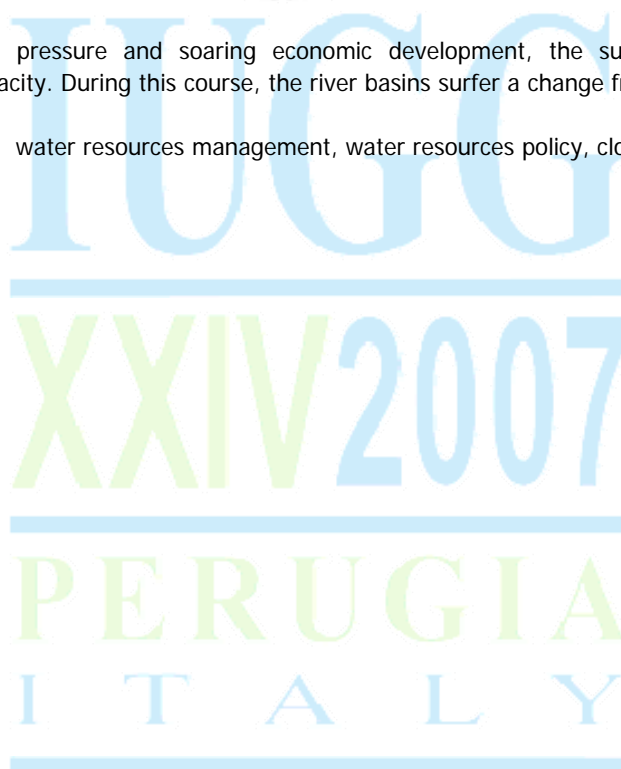 pressure and soaring economic development, the su
acity. During this course, the river basins surfer a change fr
water resources management, water resources policy, clo
IUGG
XXIV2007
PERUGIA
ITALY